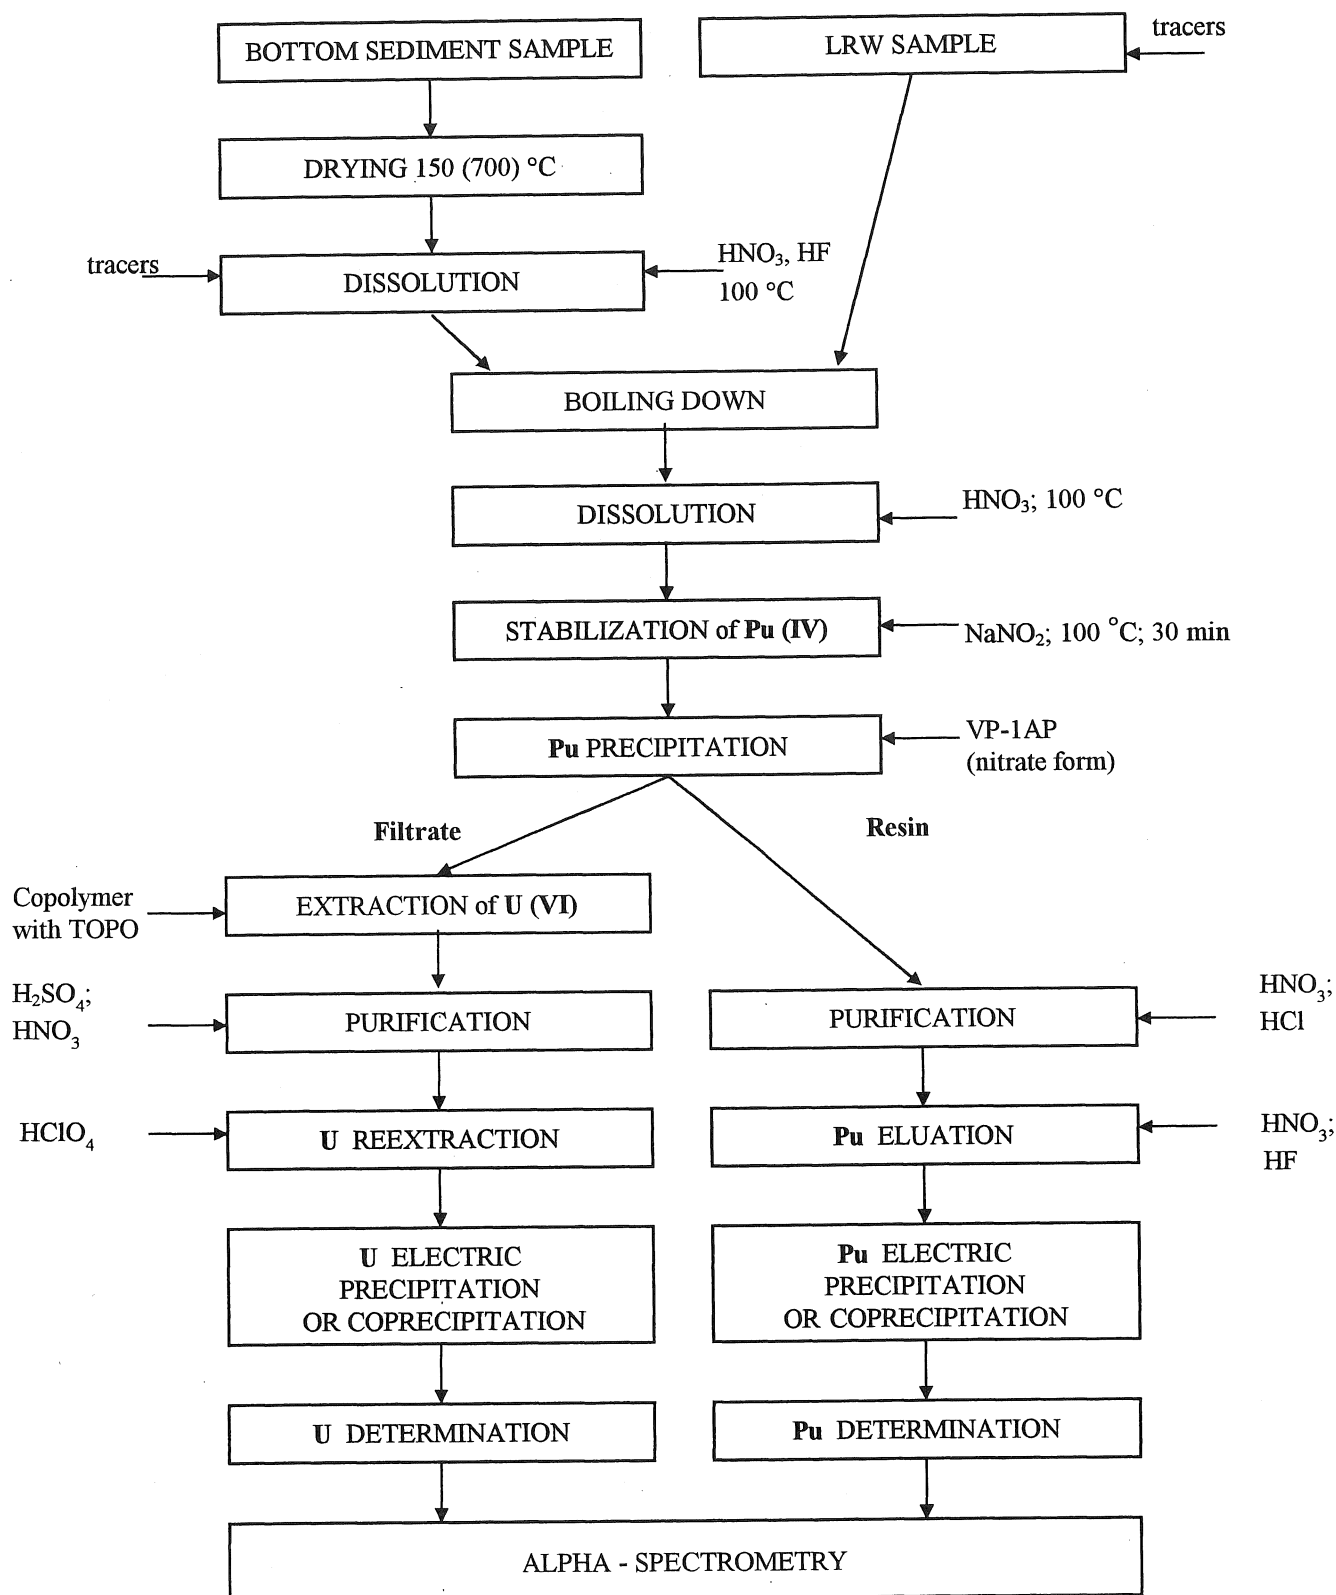 BOTTOM SEDIMENT SAMPLE
LRW SAMPLE
tracers
DRYING 150 (700) °C
tracers
DISSOLUTION
HNO₃, HF
100 °C
BOILING DOWN
DISSOLUTION
HNO₃; 100 °C
STABILIZATION of Pu (IV)
NaNO₂; 100 °C; 30 min
Pu PRECIPITATION
VP-1AP
(nitrate form)
Filtrate
Resin
Copolymer
with TOPO
EXTRACTION of U (VI)
H₂SO₄;
HNO₃
PURIFICATION
PURIFICATION
HNO₃;
HCl
HClO₄
U REEXTRACTION
Pu ELUATION
HNO₃;
HF
U ELECTRIC
PRECIPITATION
OR COPRECIPITATION
Pu ELECTRIC
PRECIPITATION
OR COPRECIPITATION
U DETERMINATION
Pu DETERMINATION
ALPHA - SPECTROMETRY